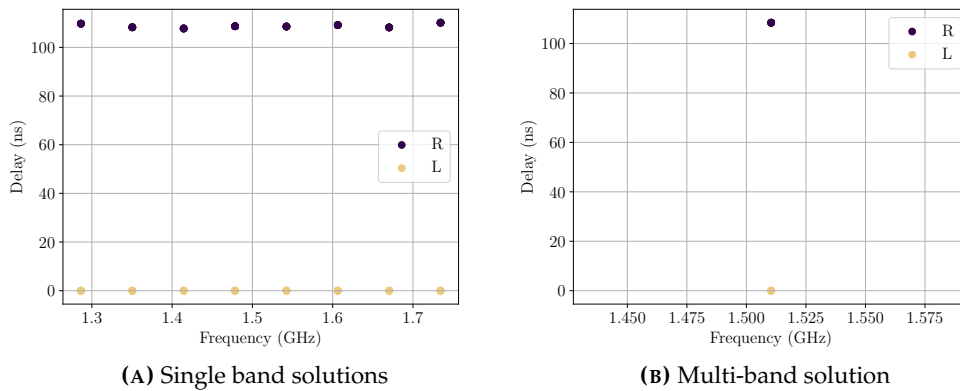 Delay (ns)
100
80
60
40
20
0
R
L
1.3
1.4
1.5
1.6
1.7
Frequency (GHz)
(A) Single band solutions
Delay (ns)
100
80
60
40
20
0
R
L
1.450
1.475
1.500
1.525
1.550
1.575
Frequency (GHz)
(B) Multi-band solution